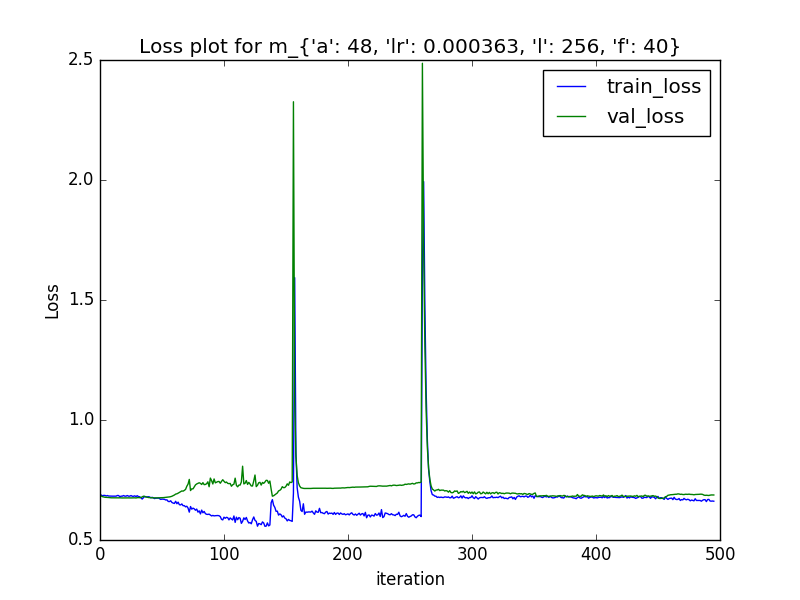 Loss plot for m_{'a': 48, 'lr': 0.000363, 'l': 256, 'f': 40}
2.5
train_loss
val_loss
2.0
1.5
Loss
1.0
0.5
0 100 200 300 400 500
iteration